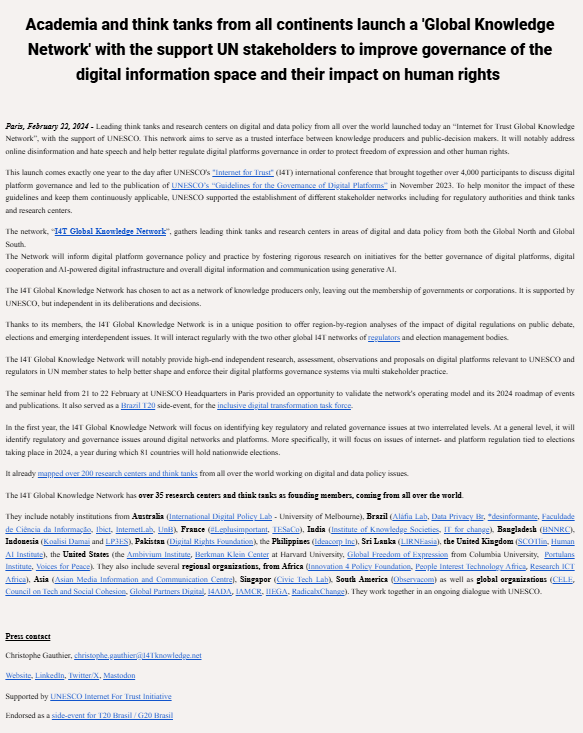 Academia and think tanks from all continents launch a 'Global Knowledge
Network' with the support UN stakeholders to improve governance of the
digital information space and their impact on human rights
Paris, February 22, 2024 - Leading think tanks and research centers on digital and data policy from all over the world launched today an “Internet for Trust Global Knowledge
Network”, with the support of UNESCO. This network aims to serve as a trusted interface between knowledge producers and public-decision makers. It will notably address
online disinformation and hate speech and help better regulate digital platforms governance in order to protect freedom of expression and other human rights.
This launch comes exactly one year to the day after UNESCO's "Internet for Trust" (I4T) international conference that brought together over 4,000 participants to discuss digital
platform governance and led to the publication of UNESCO's “Guidelines for the Governance of Digital Platforms” in November 2023. To help monitor the impact of these
guidelines and keep them continuously applicable, UNESCO supported the establishment of different stakeholder networks including for regulatory authorities and think tanks
and research centers.
The network, “I4T Global Knowledge Network”, gathers leading think tanks and research centers in areas of digital and data policy from both the Global North and Global
South.
The Network will inform digital platform governance policy and practice by fostering rigorous research on initiatives for the better governance of digital platforms, digital
cooperation and AI-powered digital infrastructure and overall digital information and communication using generative AI.
The I4T Global Knowledge Network has chosen to act as a network of knowledge producers only, leaving out the membership of governments or corporations. It is supported by
UNESCO, but independent in its deliberations and decisions.
Thanks to its members, the I4T Global Knowledge Network is in a unique position to offer region-by-region analyses of the impact of digital regulations on public debate,
elections and emerging interdependent issues. It will interact regularly with the two other global I4T networks of regulators and election management bodies.
The I4T Global Knowledge Network will notably provide high-end independent research, assessment, observations and proposals on digital platforms relevant to UNESCO and
regulators in UN member states to help better shape and enforce their digital platforms governance systems via multi stakeholder practice.
The seminar held from 21 to 22 February at UNESCO Headquarters in Paris provided an opportunity to validate the network's operating model and its 2024 roadmap of events
and publications. It also served as a Brazil T20 side-event, for the inclusive digital transformation task force.
In the first year, the I4T Global Knowledge Network will focus on identifying key regulatory and related governance issues at two interrelated levels. At a general level, it will
identify regulatory and governance issues around digital networks and platforms. More specifically, it will focus on issues of internet- and platform regulation tied to elections
taking place in 2024, a year during which 81 countries will hold nationwide elections.
It already mapped over 200 research centers and think tanks from all over the world working on digital and data policy issues.
The I4T Global Knowledge Network has over 35 research centers and think tanks as founding members, coming from all over the world.
They include notably institutions from Australia (International Digital Policy Lab - University of Melbourne), Brazil (Aláfia Lab, Data Privacy Br, *desinformante, Faculdade
de Ciência da Informação, Ibict, InternetLab, UnB), France (#Leplusimportant, TESaCo), India (Institute of Knowledge Societies, IT for change), Bangladesh (BNNRC),
Indonesia (Koalisi Damai and LP3ES), Pakistan (Digital Rights Foundation), the Philippines (Ideacorp Inc), Sri Lanka (LIRNEasia), the United Kingdom (SCOTlin, Human
AI Institute), the United States (the Ambivium Institute, Berkman Klein Center at Harvard University, Global Freedom of Expression from Columbia University, Portulans
Institute, Voices for Peace). They also include several regional organizations, from Africa (Innovation 4 Policy Foundation, People Interest Technology Africa, Research ICT
Africa), Asia (Asian Media Information and Communication Centre), Singapor (Civic Tech Lab), South America (Observacom) as well as global organizations (CELE,
Council on Tech and Social Cohesion, Global Partners Digital, I4ADA, IAMCR, IIEGA, RadicalxChange). They work together in an ongoing dialogue with UNESCO.
Press contact
Christophe Gauthier, christophe.gauthier@I4Tknowledge.net
Website, LinkedIn, Twitter/X, Mastodon
Supported by UNESCO Internet For Trust Initiative
Endorsed as a side-event for T20 Brasil / G20 Brasil